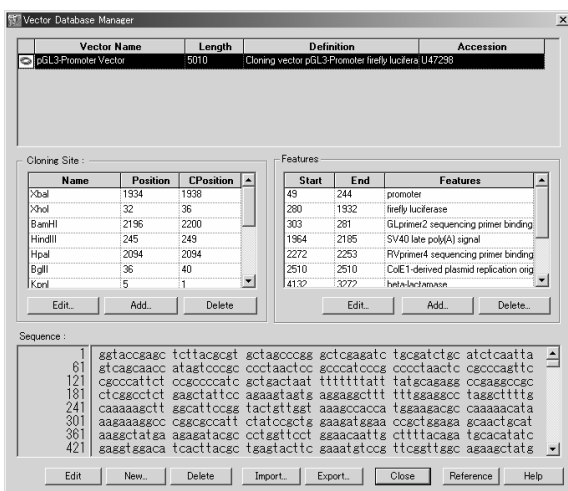 Vector Database Manager
Vector Name Length Definition Accession
pGL3-Promoter Vector 5010 Cloning vector pGL3-Promoter firefly lucifera U47298
Cloning Site :
Name Position CPosition
XbaI 1934 1938
XhoI 32 36
BamHI 2196 2200
HindIII 245 249
HpaI 2094 2094
BglII 36 40
KpnI 5 1
Edit... Add... Delete
Features
Start End Features
49 244 promoter
280 1932 firefly luciferase
303 281 GLprimer2 sequencing primer binding
1964 2185 SV40 late poly(A) signal
2272 2253 RVprimer4 sequencing primer binding
2510 2510 ColE1-derived plasmid replication orig
4132 3272 beta-lactamase
Edit... Add... Delete...
Sequence :
1 ggtaccgagc tcttacgcgt gctagcccgg gctcgagatc tgcgatctgc atctcaatta
61 gtcagcaacc atagtcccgc ccctaactcc gcccatcccg cccctaactc cgcccagttc
121 cgcccattct ccgccccatc gctgactaat tttttttatt tatgcagagg ccgaggccgc
181 ctcggcctct gagctattcc agaagtagtg aggaggcttt tttggaggcc taggcttttg
241 caaaaagctt ggcattccgg tactgttggt aaagccacca tggaagacgc caaaaacata
301 aagaaaggcc cggcgccatt ctatccgctg gaagatggaa ccgctggaga gcaactgcat
361 aaggctatga agagatacgc cctggttcct ggaacaattg cttttacaga tgcacatatc
421 gaggtggaca tcacttacgc tgagtacttc gaaatgtccg ttcggttggc agaagctatg
Edit New... Delete Import... Export... Close Reference Help